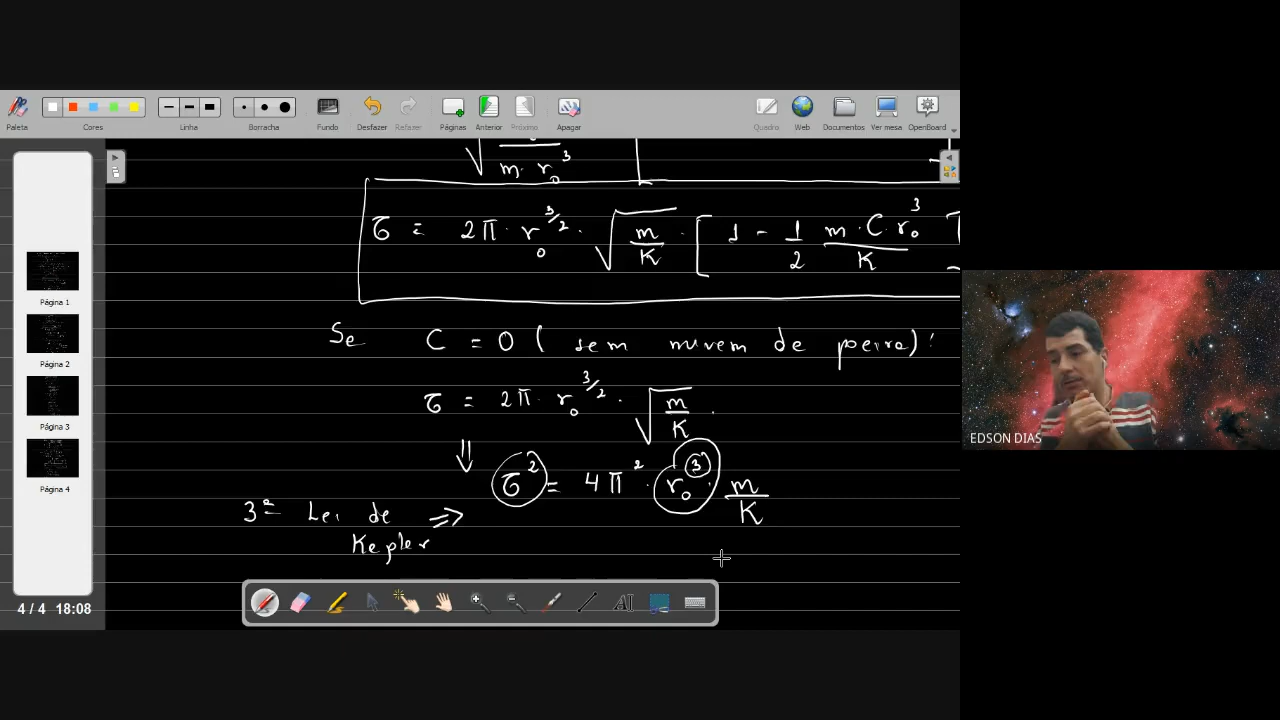 Paleta Cores Linha Borracha Fundo Desfazer Refazer Páginas Anterior Próximo Apagar Quadro Web Documentos Ver mesa OpenBoard
m · r₀³
τ = 2π · r₀^{3/2} · √(m/K) · [ 1 - 1/2 m·C·r₀³/K
Se C = 0 ( sem nuvem de poeira) :
τ = 2π · r₀^{3/2} · √(m/K) .
⇓
τ² = 4π² · r₀³ · m/K
3ª Lei de ⇒
Kepler
Página 1
Página 2
Página 3
Página 4
4 / 4 18:08
AI
EDSON DIAS